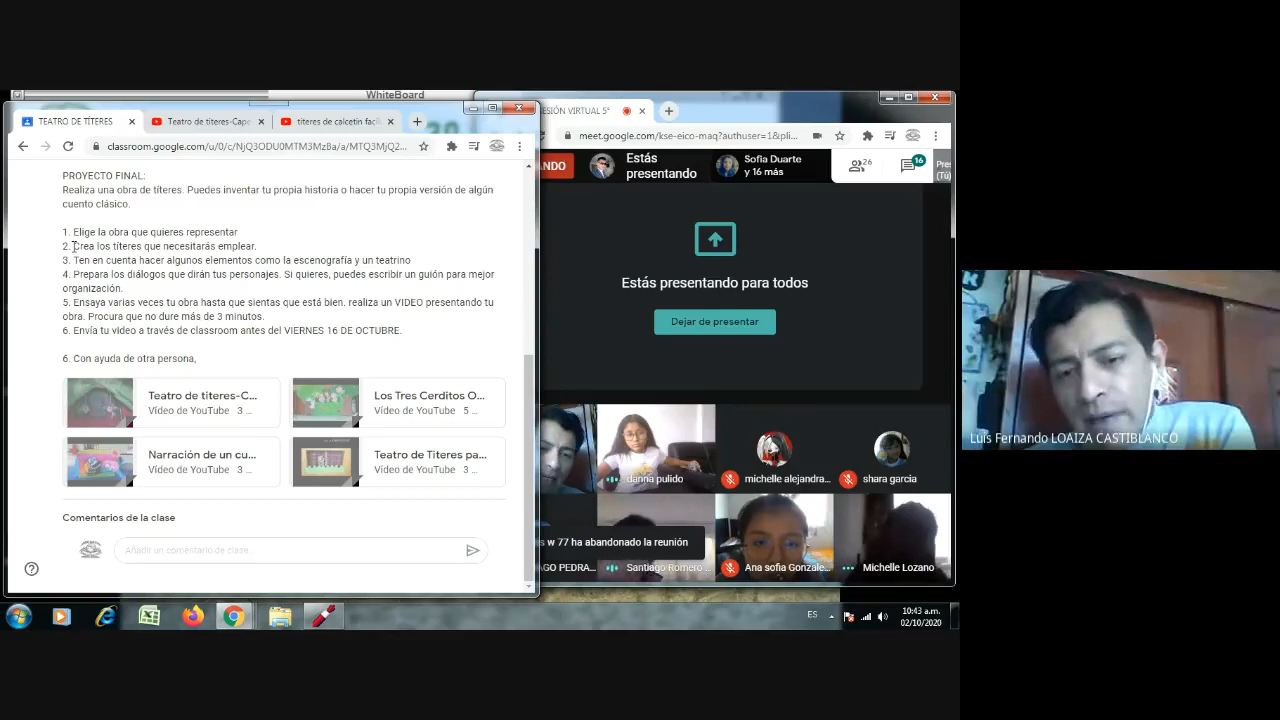 WhiteBoard
TEATRO DE TÍTERES
Teatro de títeres-Cape
títeres de calcetín fácil
ESIÓN VIRTUAL 5°
meet.google.com/kse-eico-maq?authuser=1&pli...
PROYECTO FINAL:
Realiza una obra de títeres. Puedes inventar tu propia historia o hacer tu propia versión de algún
cuento clásico.
1. Elige la obra que quieres representar
2. Crea los títeres que necesitarás emplear.
3. Ten en cuenta hacer algunos elementos como la escenografía y un teatrino
4. Prepara los diálogos que dirán tus personajes. Si quieres, puedes escribir un guión para mejor
organización.
5. Ensaya varias veces tu obra hasta que sientas que está bien. realiza un VIDEO presentando tu
obra. Procura que no dure más de 3 minutos.
6. Envía tu video a través de classroom antes del VIERNES 16 DE OCTUBRE.
6. Con ayuda de otra persona,
Teatro de títeres-C...
Vídeo de YouTube 3 ...
Los Tres Cerditos O...
Vídeo de YouTube 5 ...
Narración de un cu...
Vídeo de YouTube 3 ...
Teatro de Titeres pa...
Vídeo de YouTube 3 ...
Comentarios de la clase
Añadir un comentario de clase...
NDO
Estás
presentando
Sofia Duarte
y 16 más
26
16
Pres
(Tú)
Estás presentando para todos
Dejar de presentar
danna pulido
michelle alejandra...
shara garcia
s w 77 ha abandonado la reunión
AGO PEDRA...
Santiago Romero ...
Ana sofia Gonzale...
Michelle Lozano
Luis Fernando LOAIZA CASTIBLANCO
ES
10:43 a.m.
02/10/2020